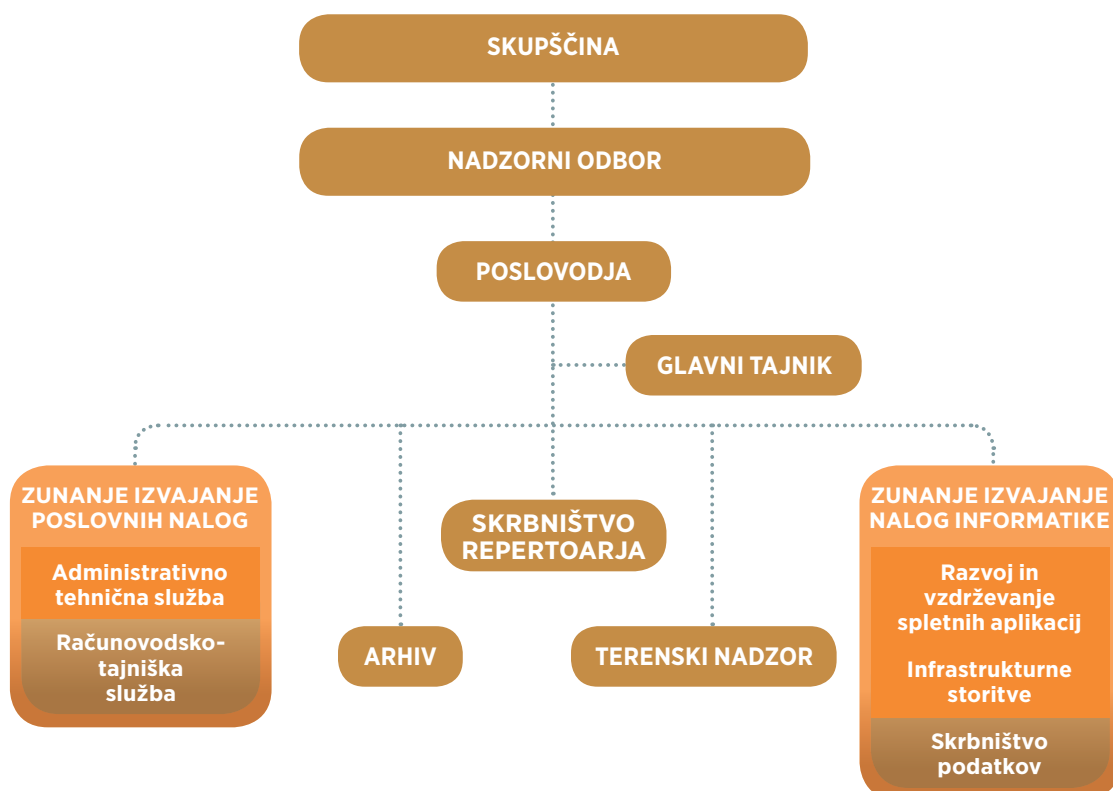 SKUPŠČINA
NADZORNI ODBOR
POSLOVODJA
GLAVNI TAJNIK
ZUNANJE IZVAJANJE
POSLOVNIH NALOG
Administrativno
tehnična služba
Računovodsko-
tajniška
služba
SKRBNIŠTVO
REPERTOARJA
ARHIV
TERENSKI NADZOR
ZUNANJE IZVAJANJE
NALOG INFORMATIKE
Razvoj in
vzdrževanje
spletnih aplikacij
Infrastrukturne
storitve
Skrbništvo
podatkov